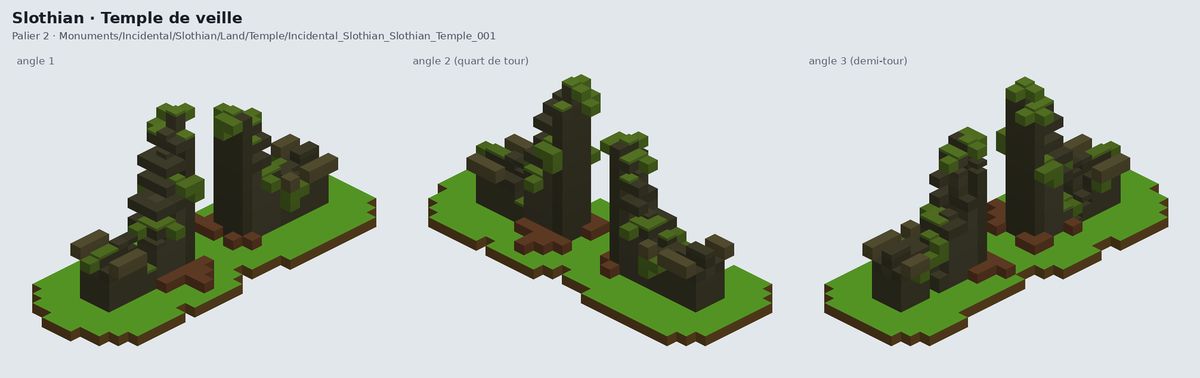 Slothian · Temple de veille
Palier 2 · Monuments/Incidental/Slothian/Land/Temple/Incidental_Slothian_Slothian_Temple_001
angle 1
angle 2 (quart de tour)
angle 3 (demi-tour)